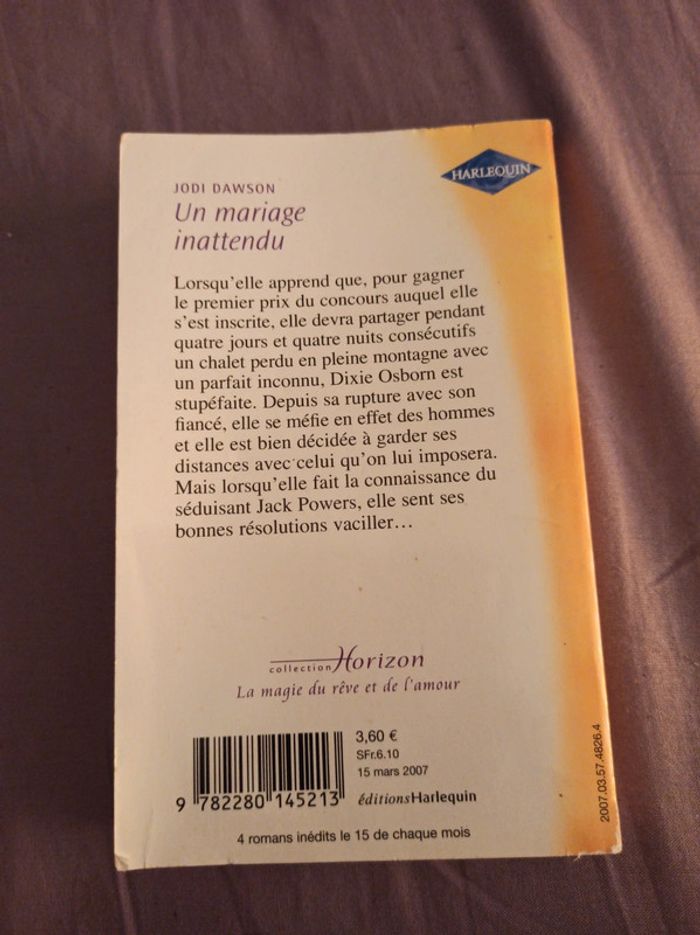 HARLEQUIN
JODI DAWSON
Un mariage
inattendu
Lorsqu'elle apprend que, pour gagner
le premier prix du concours auquel elle
s'est inscrite, elle devra partager pendant
quatre jours et quatre nuits consécutifs
un chalet perdu en pleine montagne avec
un parfait inconnu, Dixie Osborn est
stupéfaite. Depuis sa rupture avec son
fiancé, elle se méfie en effet des hommes
et elle est bien décidée à garder ses
distances avec celui qu'on lui imposera.
Mais lorsqu'elle fait la connaissance du
séduisant Jack Powers, elle sent ses
bonnes résolutions vaciller...
collection Horizon
La magie du rêve et de l'amour
3,60 €
SFr.6.10
15 mars 2007
9 782280 145213
éditionsHarlequin
4 romans inédits le 15 de chaque mois
2007.03.57.4826.4